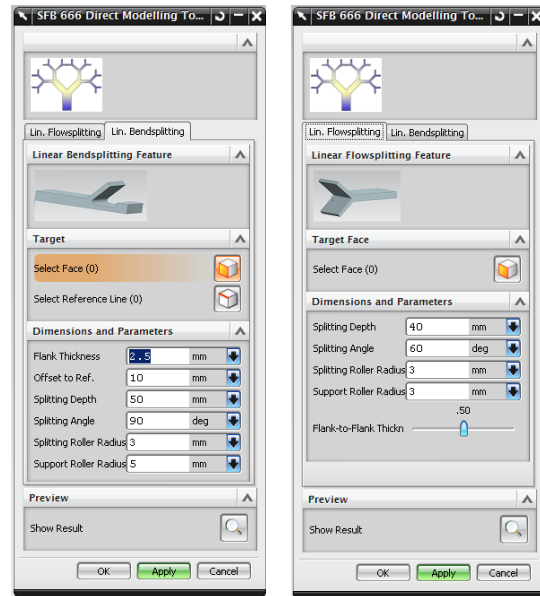 SFB 666 Direct Modelling To...
Lin. Flowsplitting Lin. Bendsplitting
Linear Bendsplitting Feature
Target
Select Face (0)
Select Reference Line (0)
Dimensions and Parameters
Flank Thickness 2.5 mm
Offset to Ref. 10 mm
Splitting Depth 50 mm
Splitting Angle 90 deg
Splitting Roller Radius 3 mm
Support Roller Radius 5 mm
Preview
Show Result
OK Apply Cancel
SFB 666 Direct Modelling To...
Lin. Flowsplitting Lin. Bendsplitting
Linear Flowsplitting Feature
Target Face
Select Face (0)
Dimensions and Parameters
Splitting Depth 40 mm
Splitting Angle 60 deg
Splitting Roller Radius 3 mm
Support Roller Radius 3 mm
.50
Flank-to-Flank Thickn
Preview
Show Result
OK Apply Cancel